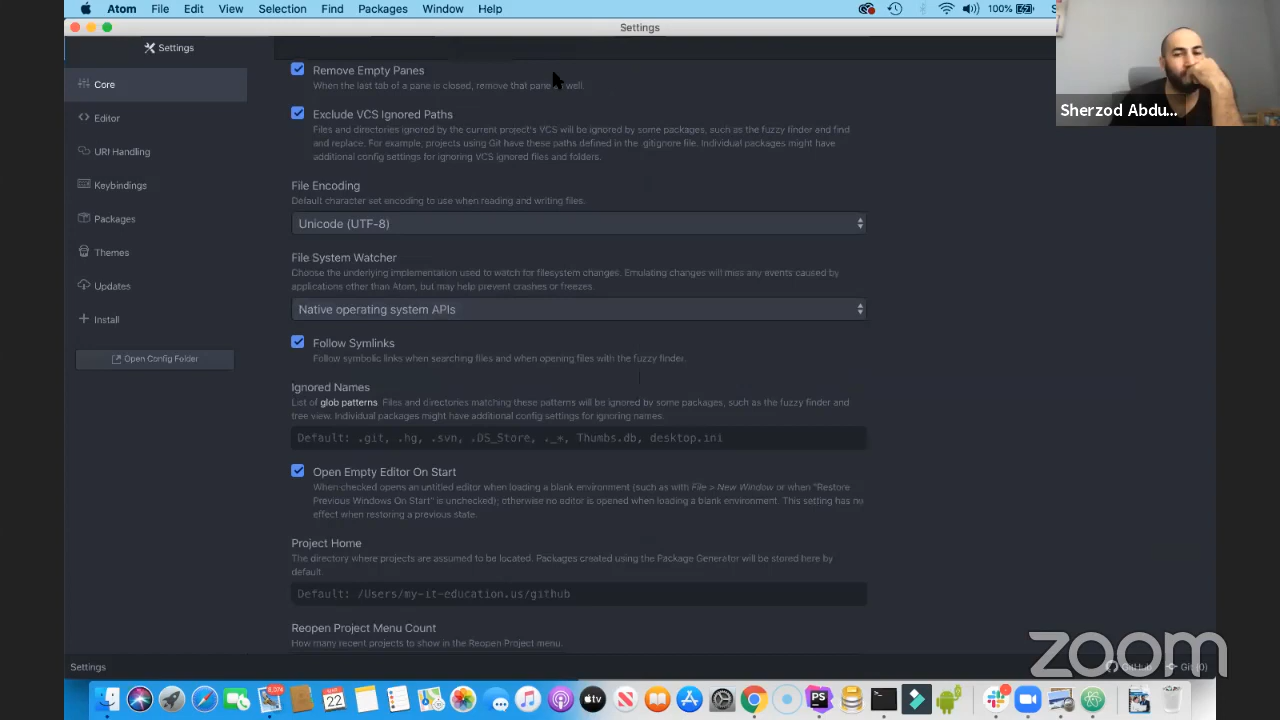 Atom File Edit View Selection Find Packages Window Help
100%
Settings
Settings
Core
Editor
URI Handling
Keybindings
Packages
Themes
Updates
Install
Open Config Folder
Remove Empty Panes
When the last tab of a pane is closed, remove that pane as well.
Exclude VCS Ignored Paths
Files and directories ignored by the current project's VCS will be ignored by some packages, such as the fuzzy finder and find
and replace. For example, projects using Git have these paths defined in the .gitignore file. Individual packages might have
additional config settings for ignoring VCS ignored files and folders.
File Encoding
Default character set encoding to use when reading and writing files.
Unicode (UTF-8)
File System Watcher
Choose the underlying implementation used to watch for filesystem changes. Emulating changes will miss any events caused by
applications other than Atom, but may help prevent crashes or freezes.
Native operating system APIs
Follow Symlinks
Follow symbolic links when searching files and when opening files with the fuzzy finder.
Ignored Names
List of glob patterns. Files and directories matching these patterns will be ignored by some packages, such as the fuzzy finder and
tree view. Individual packages might have additional config settings for ignoring names.
Default: .git, .hg, .svn, .DS_Store, ._*, Thumbs.db, desktop.ini
Open Empty Editor On Start
When checked opens an untitled editor when loading a blank environment (such as with File > New Window or when "Restore
Previous Windows On Start" is unchecked); otherwise no editor is opened when loading a blank environment. This setting has no
effect when restoring a previous state.
Project Home
The directory where projects are assumed to be located. Packages created using the Package Generator will be stored here by
default.
Default: /Users/my-it-education.us/github
Reopen Project Menu Count
How many recent projects to show in the Reopen Project menu.
Settings
GitHub Git (0)
Sherzod Abdu...
zoom
22
tv
PS